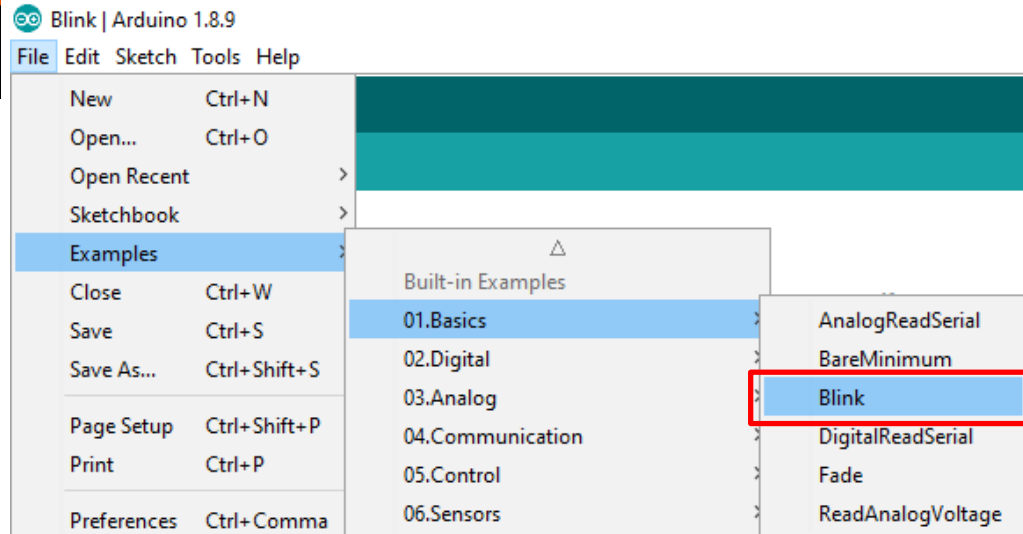 Blink | Arduino 1.8.9
File Edit Sketch Tools Help
New Ctrl+N
Open... Ctrl+O
Open Recent
Sketchbook
Examples
Close Ctrl+W
Save Ctrl+S
Save As... Ctrl+Shift+S
Page Setup Ctrl+Shift+P
Print Ctrl+P
Preferences Ctrl+Comma
Built-in Examples
01.Basics
02.Digital
03.Analog
04.Communication
05.Control
06.Sensors
AnalogReadSerial
BareMinimum
Blink
DigitalReadSerial
Fade
ReadAnalogVoltage